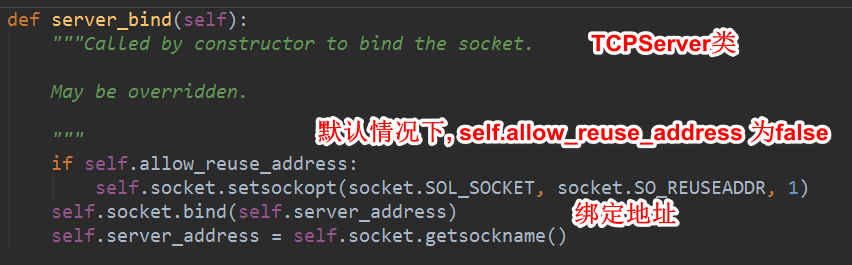 def server_bind(self):
"""Called by constructor to bind the socket.
TCPServer类
May be overridden.
"""
默认情况下, self.allow_reuse_address 为false
if self.allow_reuse_address:
self.socket.setsockopt(socket.SOL_SOCKET, socket.SO_REUSEADDR, 1)
self.socket.bind(self.server_address)
绑定地址
self.server_address = self.socket.getsockname()